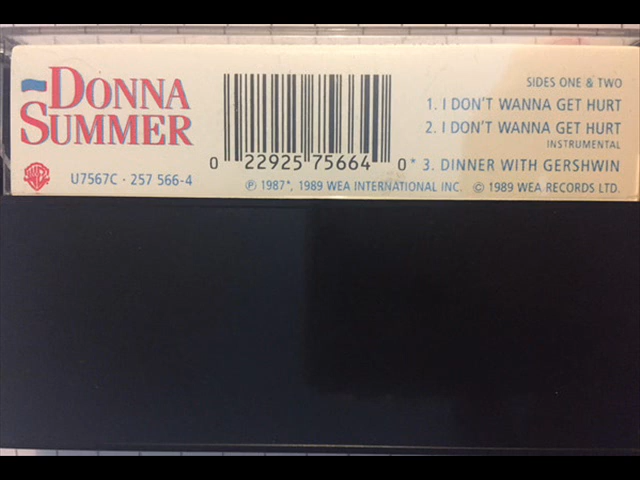 DONNA
SUMMER
U7567C · 257 566-4
0 22925 75664 0
SIDES ONE & TWO
1. I DON'T WANNA GET HURT
2. I DON'T WANNA GET HURT
INSTRUMENTAL
* 3. DINNER WITH GERSHWIN
℗ 1987*, 1989 WEA INTERNATIONAL INC. © 1989 WEA RECORDS LTD.